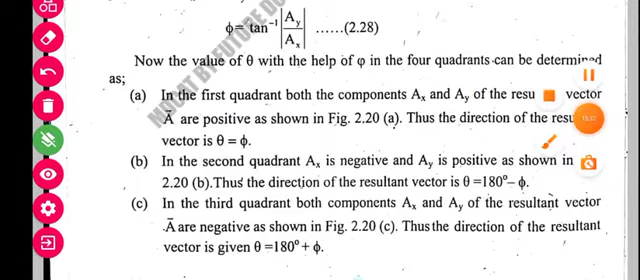 φ= tan⁻¹ |A_y/A_x| ......(2.28)
Now the value of θ with the help of φ in the four quadrants can be determined
as;
(a) In the first quadrant both the components Aₓ and A_y of the resu vector
Ā are positive as shown in Fig. 2.20 (a). Thus the direction of the resu
vector is θ = φ.
(b) In the second quadrant Aₓ is negative and A_y is positive as shown in
2.20 (b).Thus the direction of the resultant vector is θ =180°– φ.
(c) In the third quadrant both components Aₓ and A_y of the resultant vector
Ā are negative as shown in Fig. 2.20 (c). Thus the direction of the resultant
vector is given θ =180° + φ.